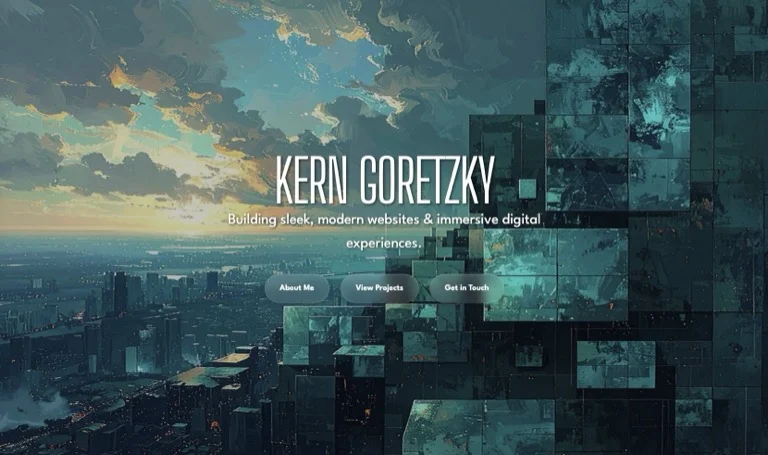 KERN GORETZKY
Building sleek, modern websites & immersive digital
experiences.
About Me
View Projects
Get in Touch